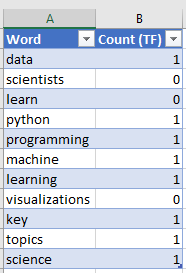 A B
Word Count (TF)
data 1
scientists 0
learn 0
python 1
programming 1
machine 1
learning 1
visualizations 0
key 1
topics 1
science 1